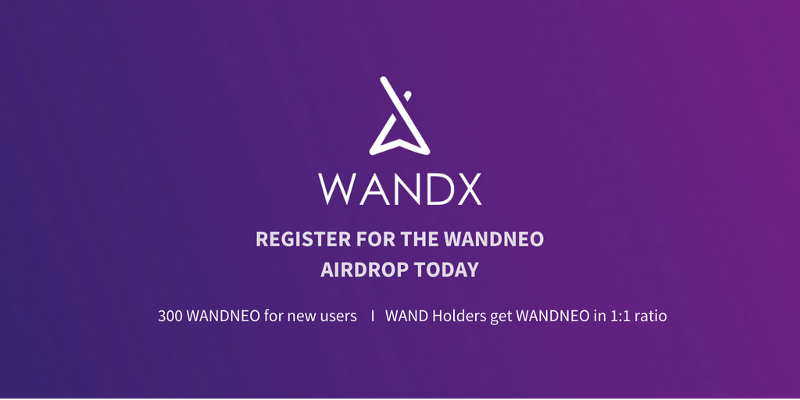 WANDX
REGISTER FOR THE WANDNEO
AIRDROP TODAY
300 WANDNEO for new users | WAND Holders get WANDNEO in 1:1 ratio